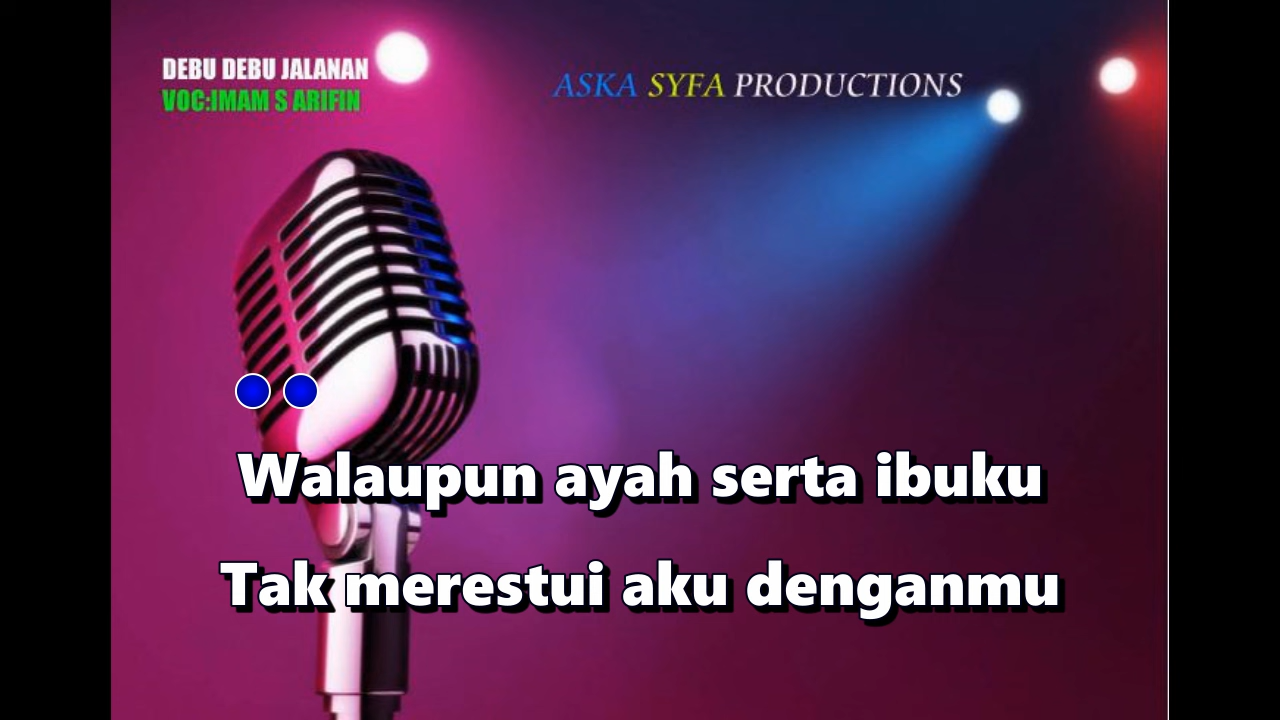 DEBU DEBU JALANAN
VOC:IMAM S ARIFIN
ASKA SYFA PRODUCTIONS
Walaupun ayah serta ibuku
Tak merestui aku denganmu